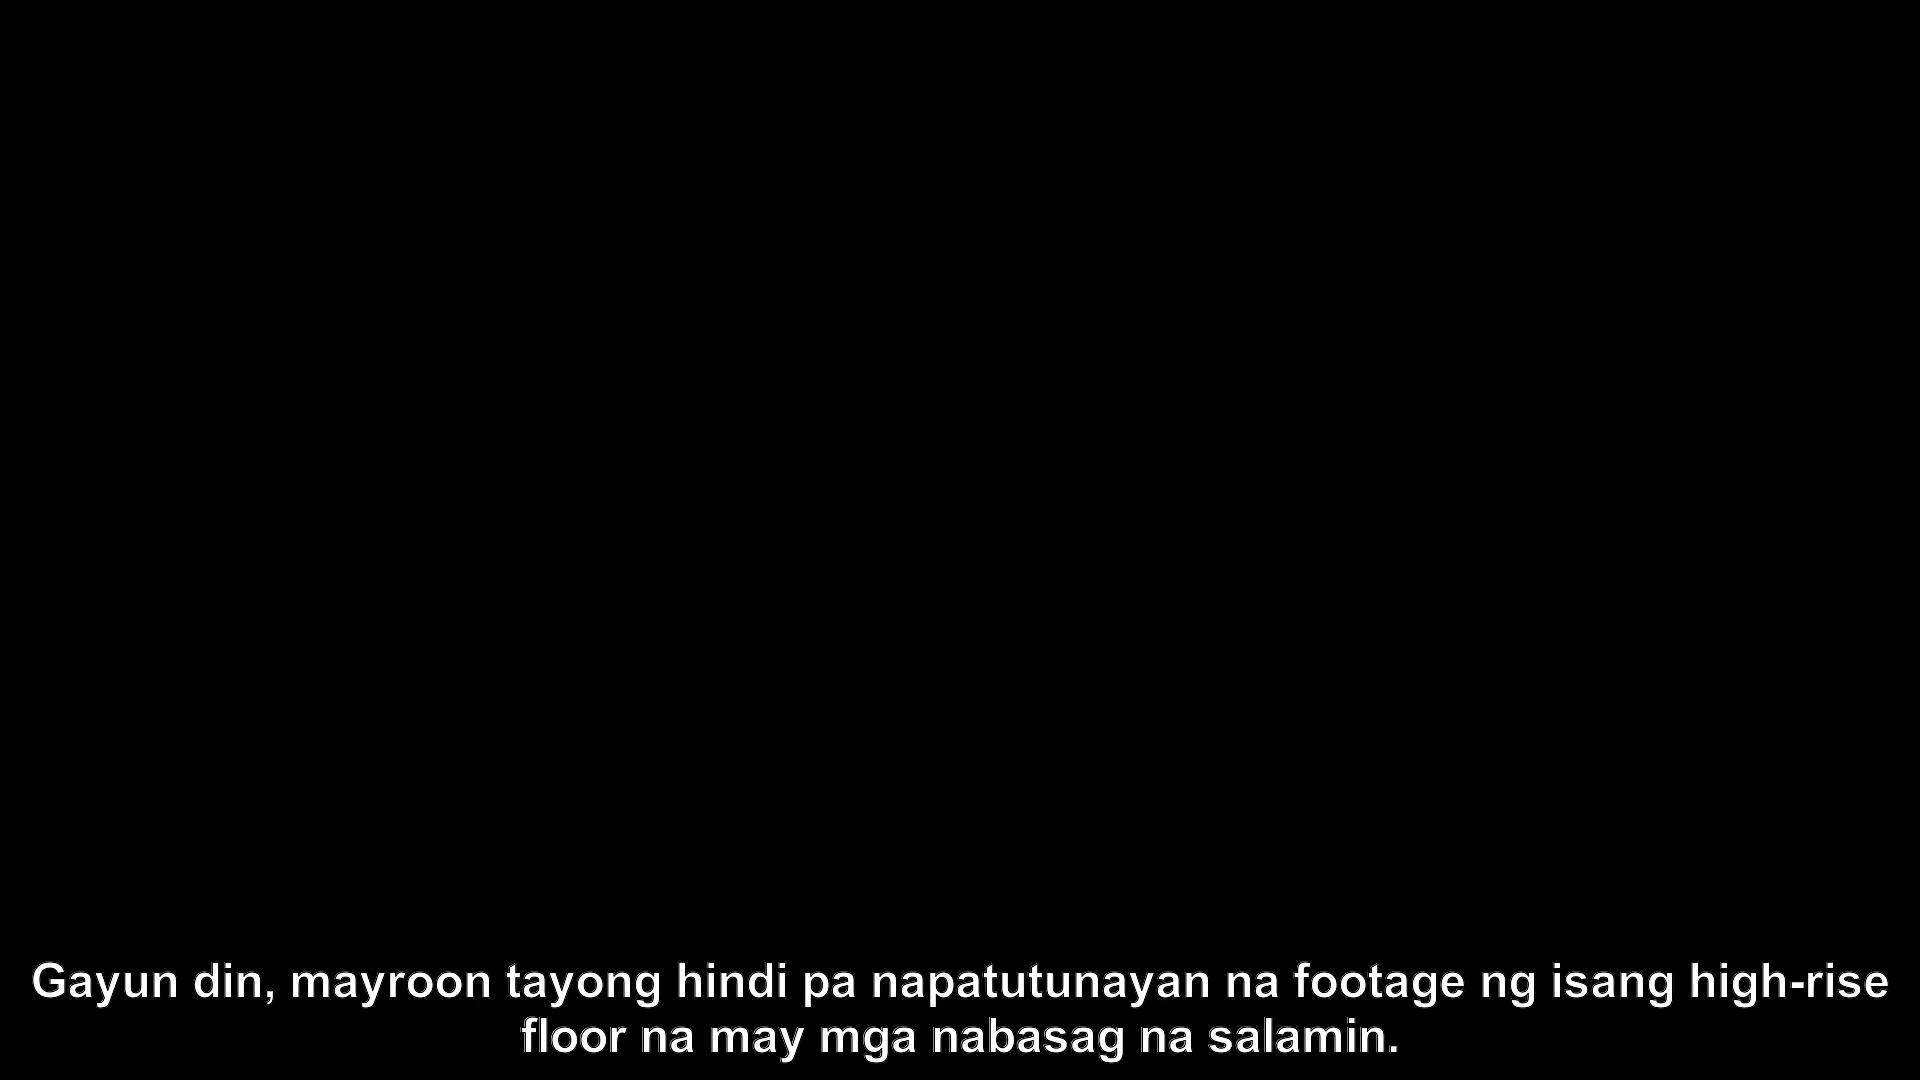 Gayun din, mayroon tayong hindi pa napatutunayan na footage ng isang high-rise
floor na may mga nabasag na salamin.